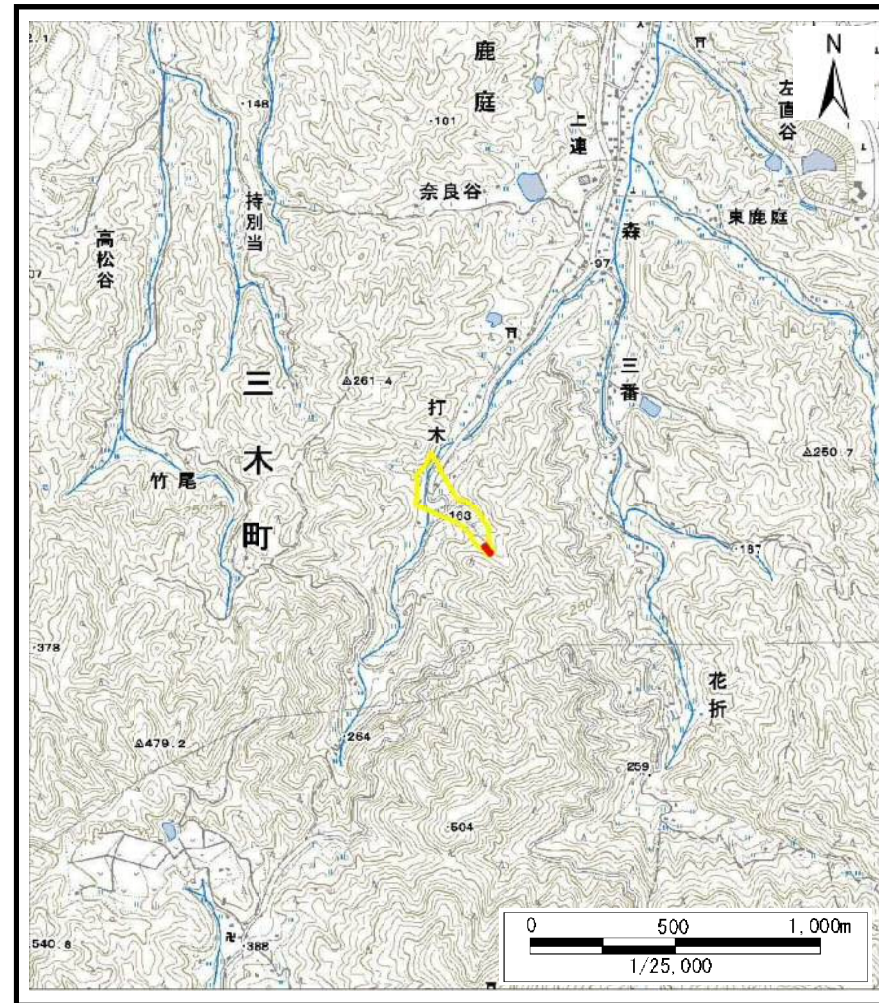 鹿庭
N
·148
·101
上連
左直谷
奈良谷
持別当
森
東鹿庭
高松谷
·97
三番
三木町
261.4
打木
250.7
竹尾
·163
·187
·378
花折
·264
479.2
259
·504
540.8
·388
0 500 1,000m
1/25,000